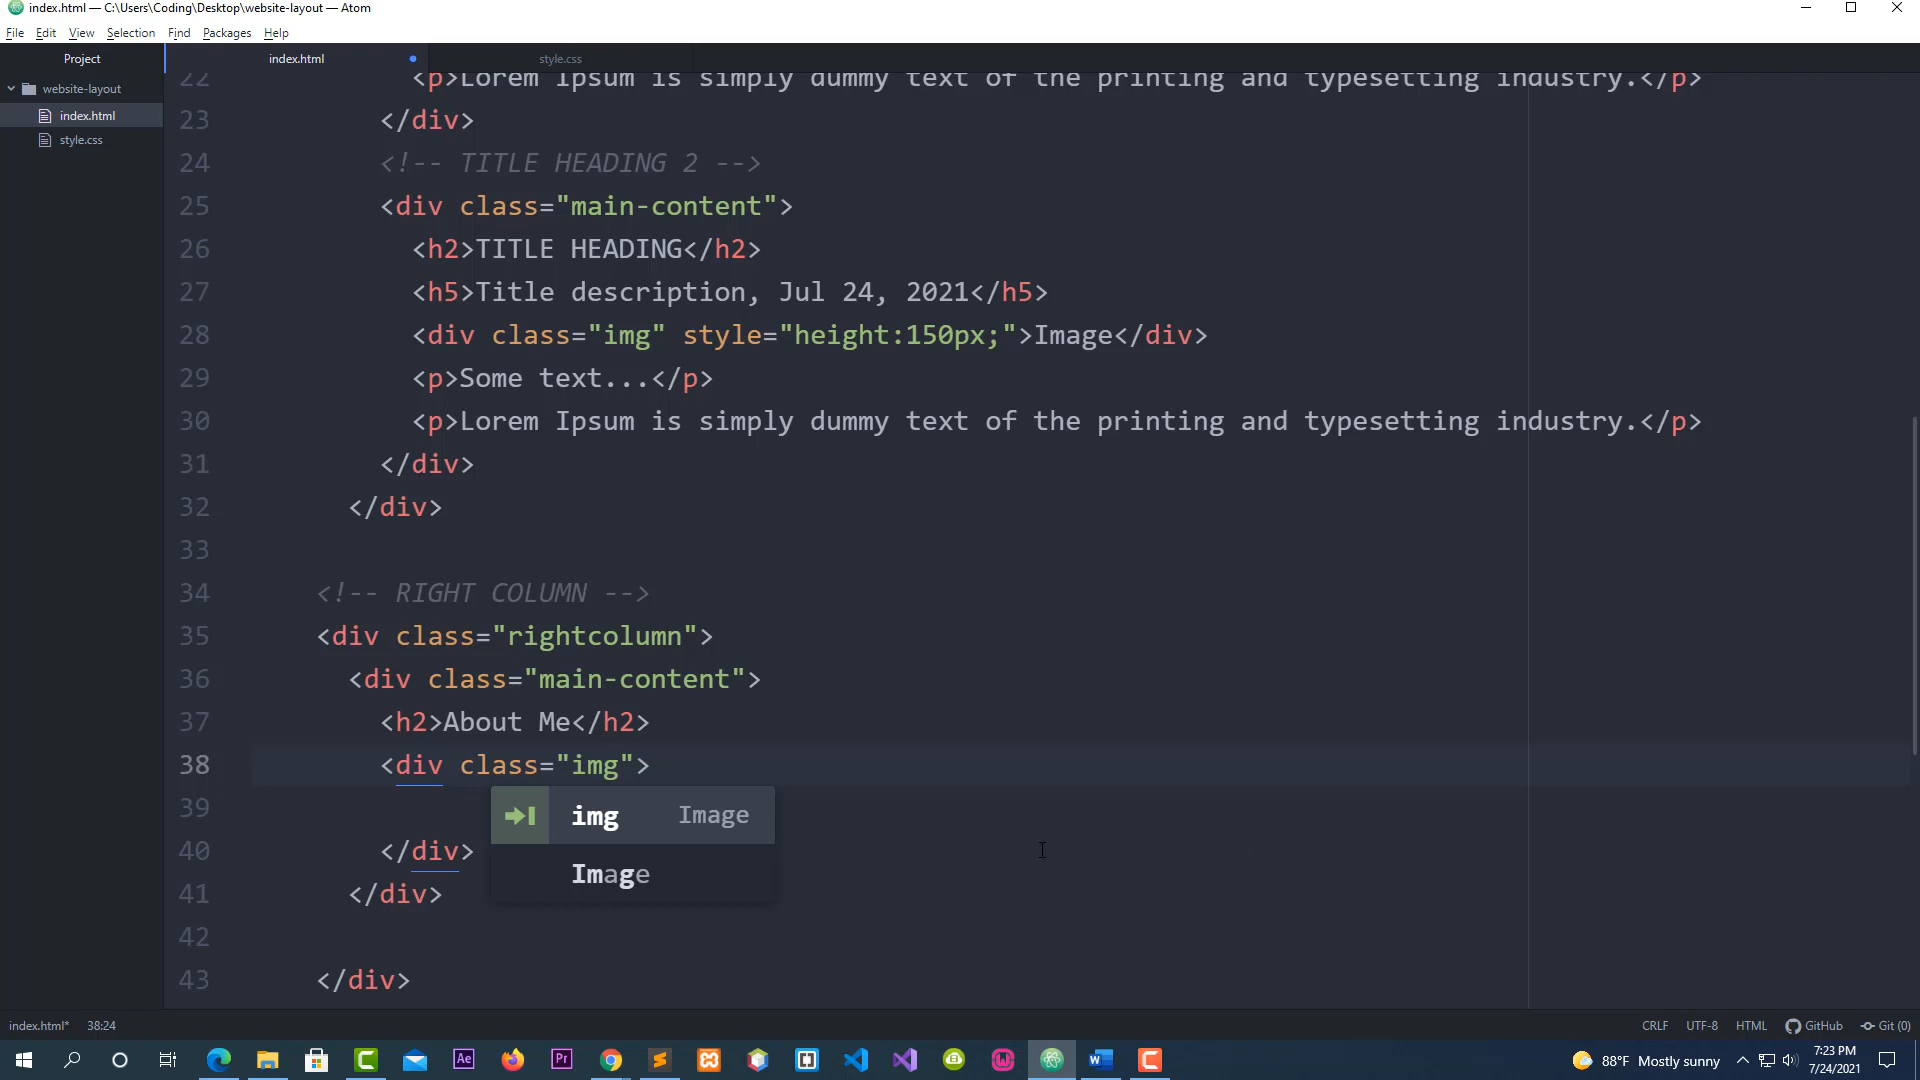 index.html — C:\Users\Coding\Desktop\website-layout — Atom
File Edit View Selection Find Packages Help
Project
index.html
style.css
website-layout
index.html
style.css
22 <p>Lorem Ipsum is simply dummy text of the printing and typesetting industry.</p>
23 </div>
24 <!-- TITLE HEADING 2 -->
25 <div class="main-content">
26 <h2>TITLE HEADING</h2>
27 <h5>Title description, Jul 24, 2021</h5>
28 <div class="img" style="height:150px;">Image</div>
29 <p>Some text...</p>
30 <p>Lorem Ipsum is simply dummy text of the printing and typesetting industry.</p>
31 </div>
32 </div>
33
34 <!-- RIGHT COLUMN -->
35 <div class="rightcolumn">
36 <div class="main-content">
37 <h2>About Me</h2>
38 <div class="img">
39
img Image
40 </div>
Image
41 </div>
42
43 </div>
index.html* 38:24
CRLF UTF-8 HTML GitHub Git (0)
Ae Pr
88°F Mostly sunny
7:23 PM
7/24/2021